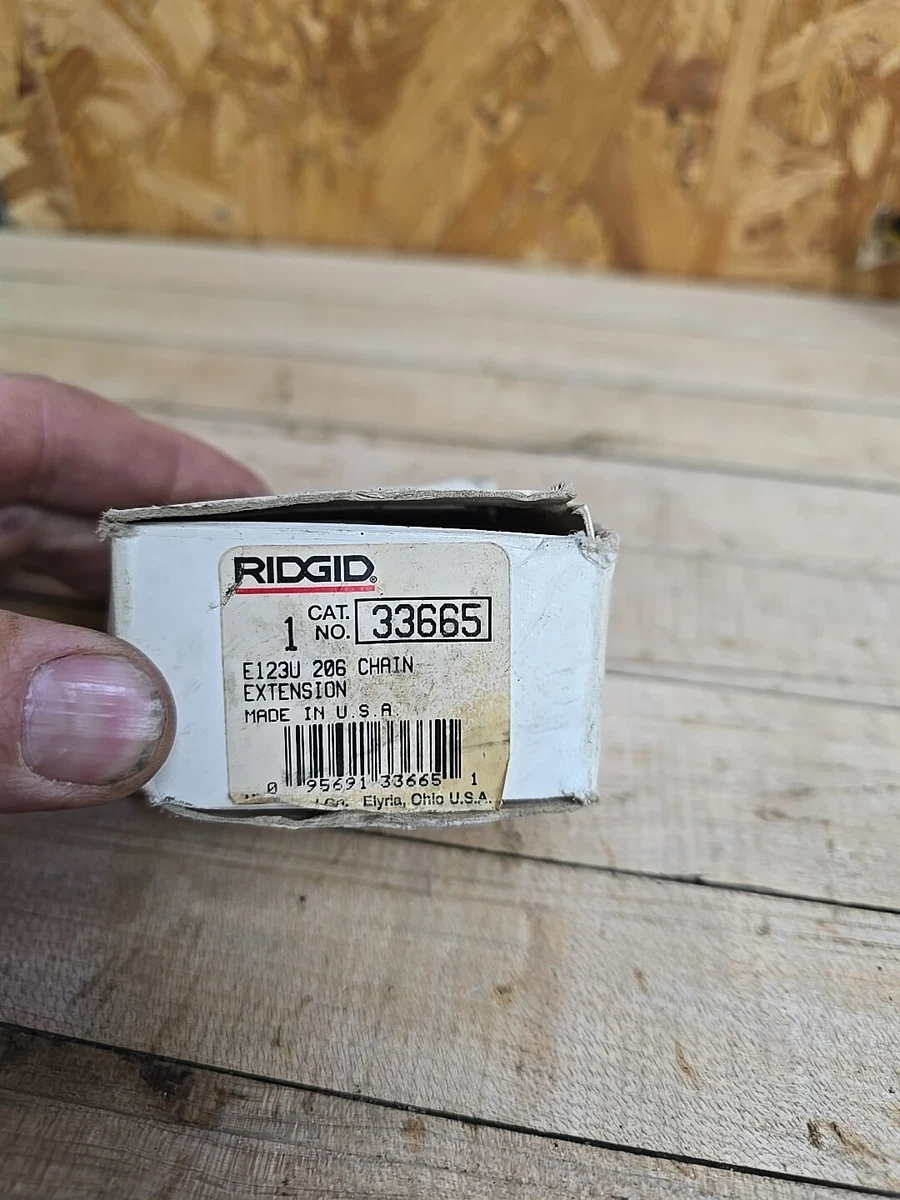 RIDGID®
1 CAT. NO. 33665
E123U 206 CHAIN
EXTENSION
MADE IN U.S.A
0 95691 33665 1
Elyria, Ohio U.S.A.